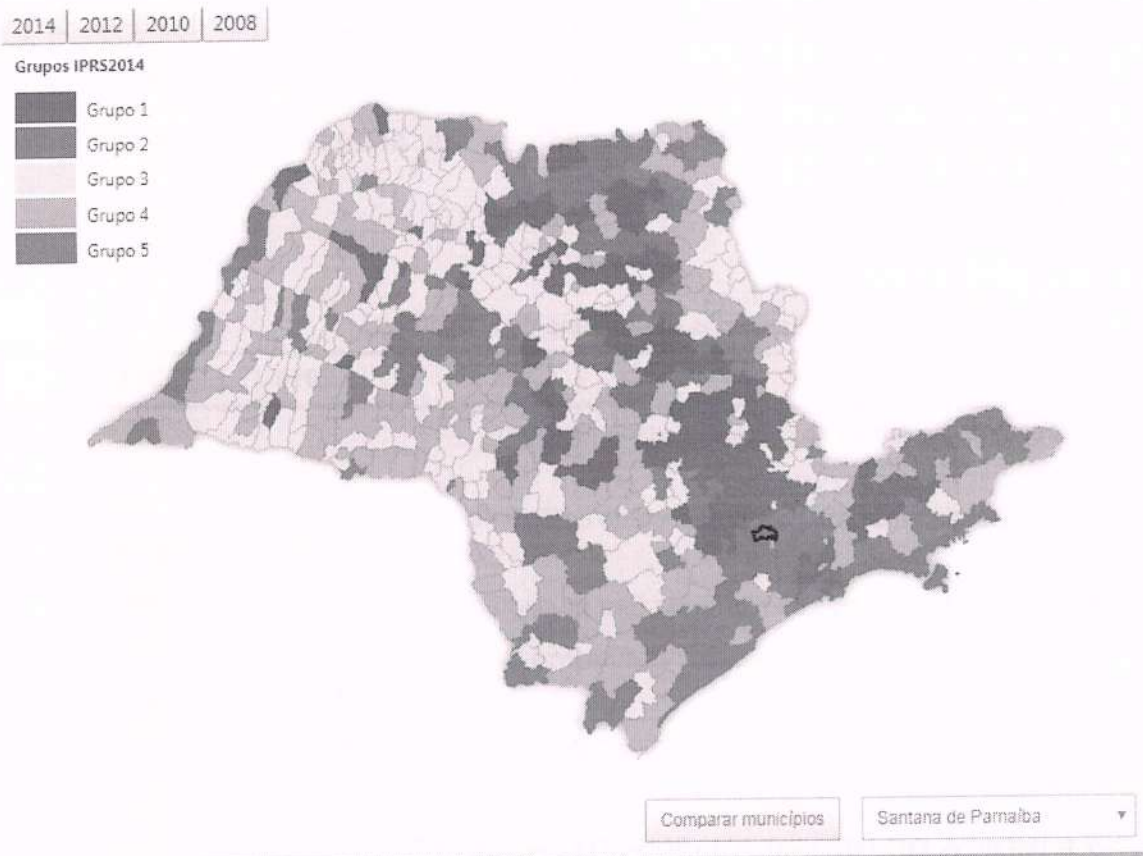 2014 2012 2010 2008
Grupos IPRS2014
Grupo 1
Grupo 2
Grupo 3
Grupo 4
Grupo 5
Comparar municípios Santana de Parnaíba